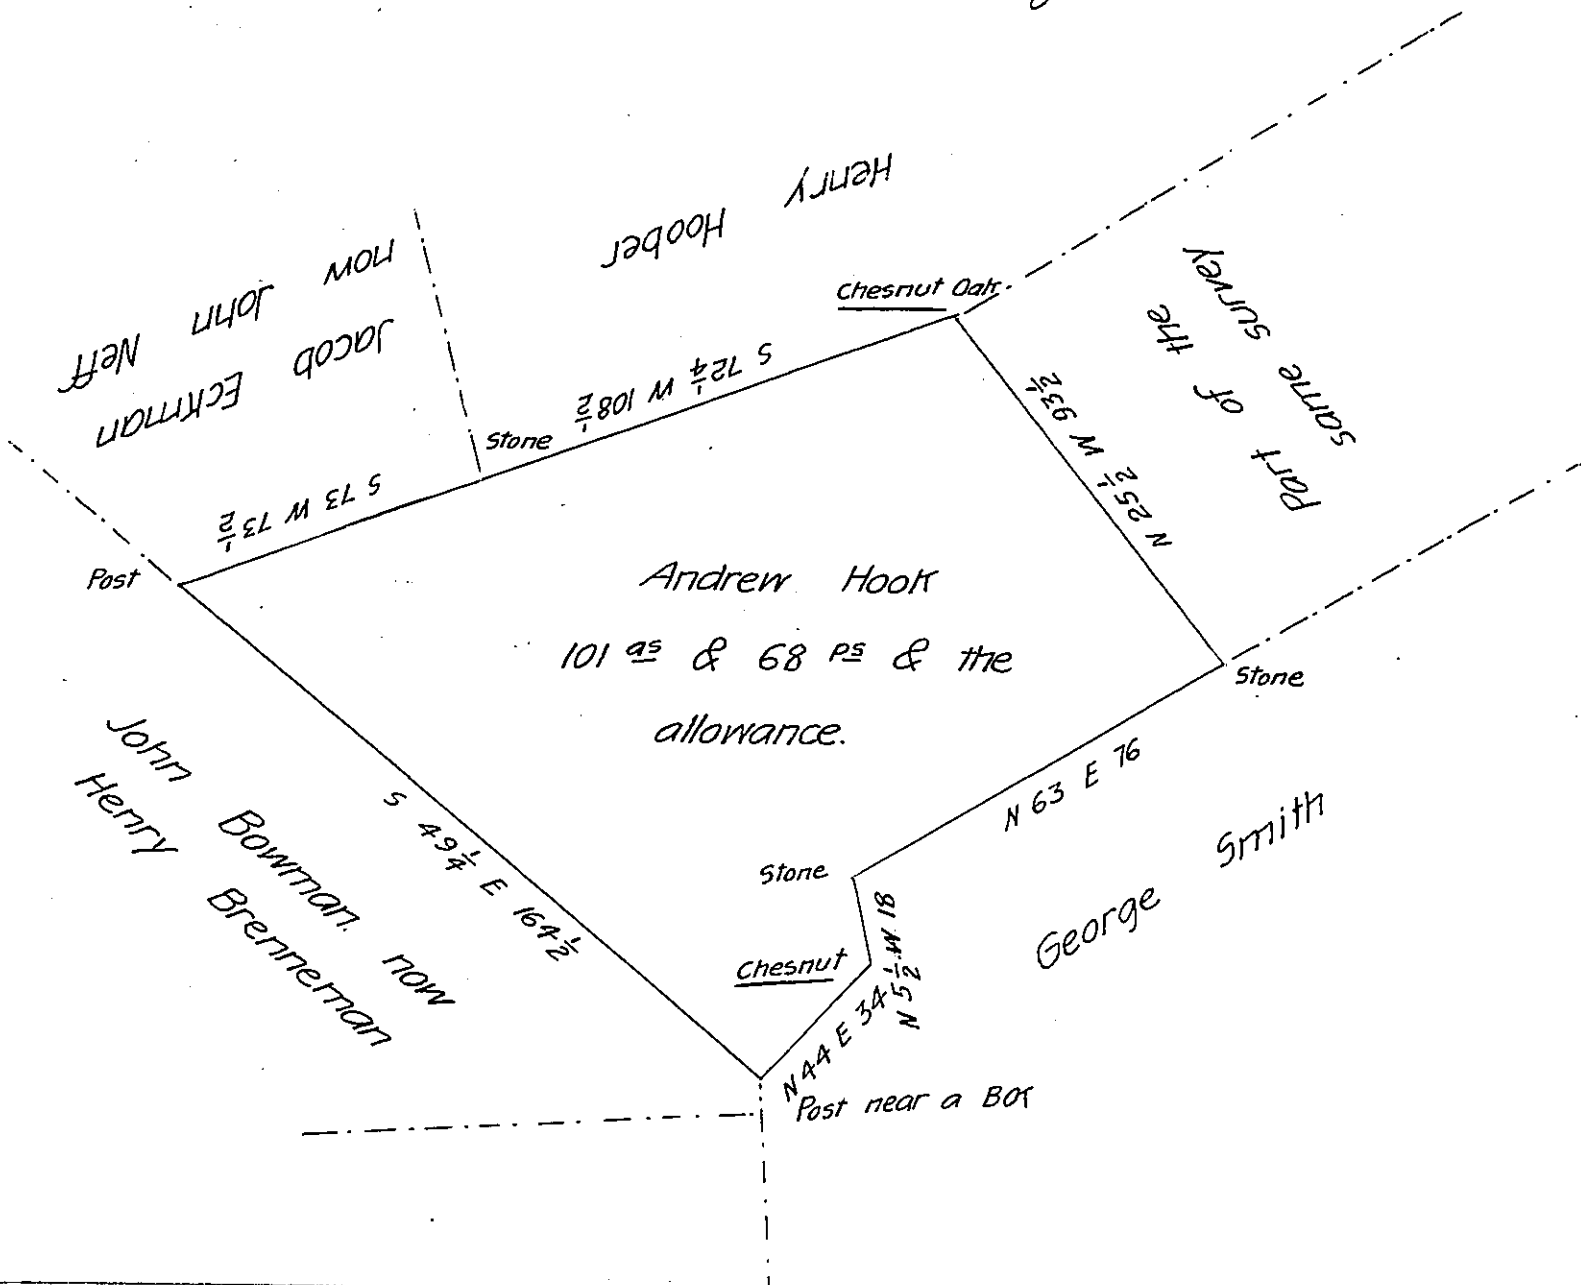 Henry Hoober
Jacob Eckman
now John Neff
Chesnut Oak
S 72¼ W 108½
Stone
S 73 W 73½
Post
Part of the
same survey
N 25½ W 93½
Andrew Hook
101 as & 68 ps & the
allowance.
Stone
N 63 E 76
George Smith
Stone
N 5½ W 18
Chesnut
N 44 E 34
Post near a BO
S 49¼ E 164½
John Bowman now
Henry Brenneman